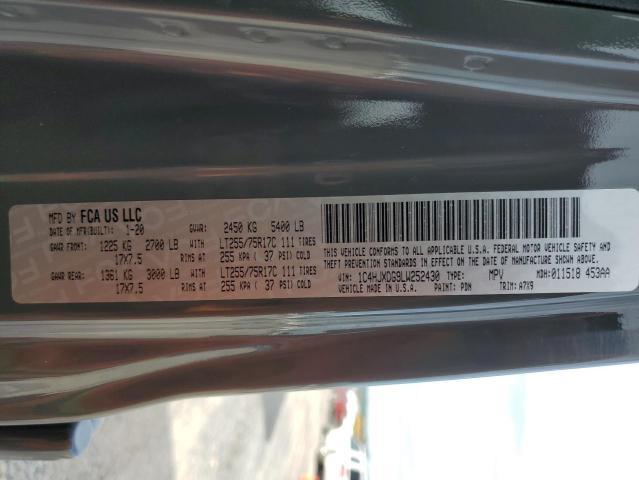 MFD BY FCA US LLC
DATE OF MFR(BUILT): 1-20 GVWR: 2450 KG 5400 LB
GAWR FRONT: 1225 KG 2700 LB WITH LT255/75R17C 111 TIRES
17X7.5 RIMS AT 255 KPA ( 37 PSI) COLD
GAWR REAR: 1361 KG 3000 LB WITH LT255/75R17C 111 TIRES
17X7.5 RIMS AT 255 KPA ( 37 PSI) COLD
THIS VEHICLE CONFORMS TO ALL APPLICABLE U.S.A. FEDERAL MOTOR VEHICLE SAFETY,
BUMPER, AND THEFT PREVENTION STANDARDS IN EFFECT ON THE DATE OF MANUFACTURE
SHOWN ABOVE.
VIN: 1C4HJXDG9LW252430 TYPE: MPV MDH: 011518 453AA
VEHICLE MADE IN U.S.A. PAINT: PDN TRIM: A7X9